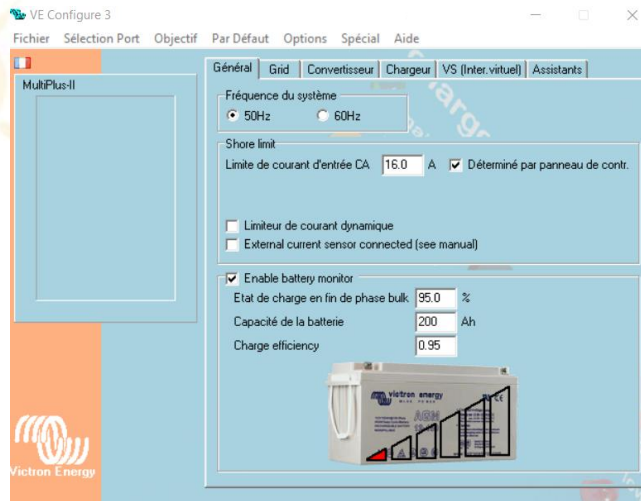 VE Configure 3
Fichier Sélection Port Objectif Par Défaut Options Spécial Aide
MultiPlus-II
Général Grid Convertisseur Chargeur VS (Inter.virtuel) Assistants
Fréquence du système
50Hz 60Hz
Shore limit
Limite de courant d'entrée CA 16.0 A Déterminé par panneau de contr.
Limiteur de courant dynamique
External current sensor connected (see manual)
Enable battery monitor
Etat de charge en fin de phase bulk 95.0 %
Capacité de la batterie 200 Ah
Charge efficiency 0.95
victron energy
BLUE POWER
AGM
Victron Energy